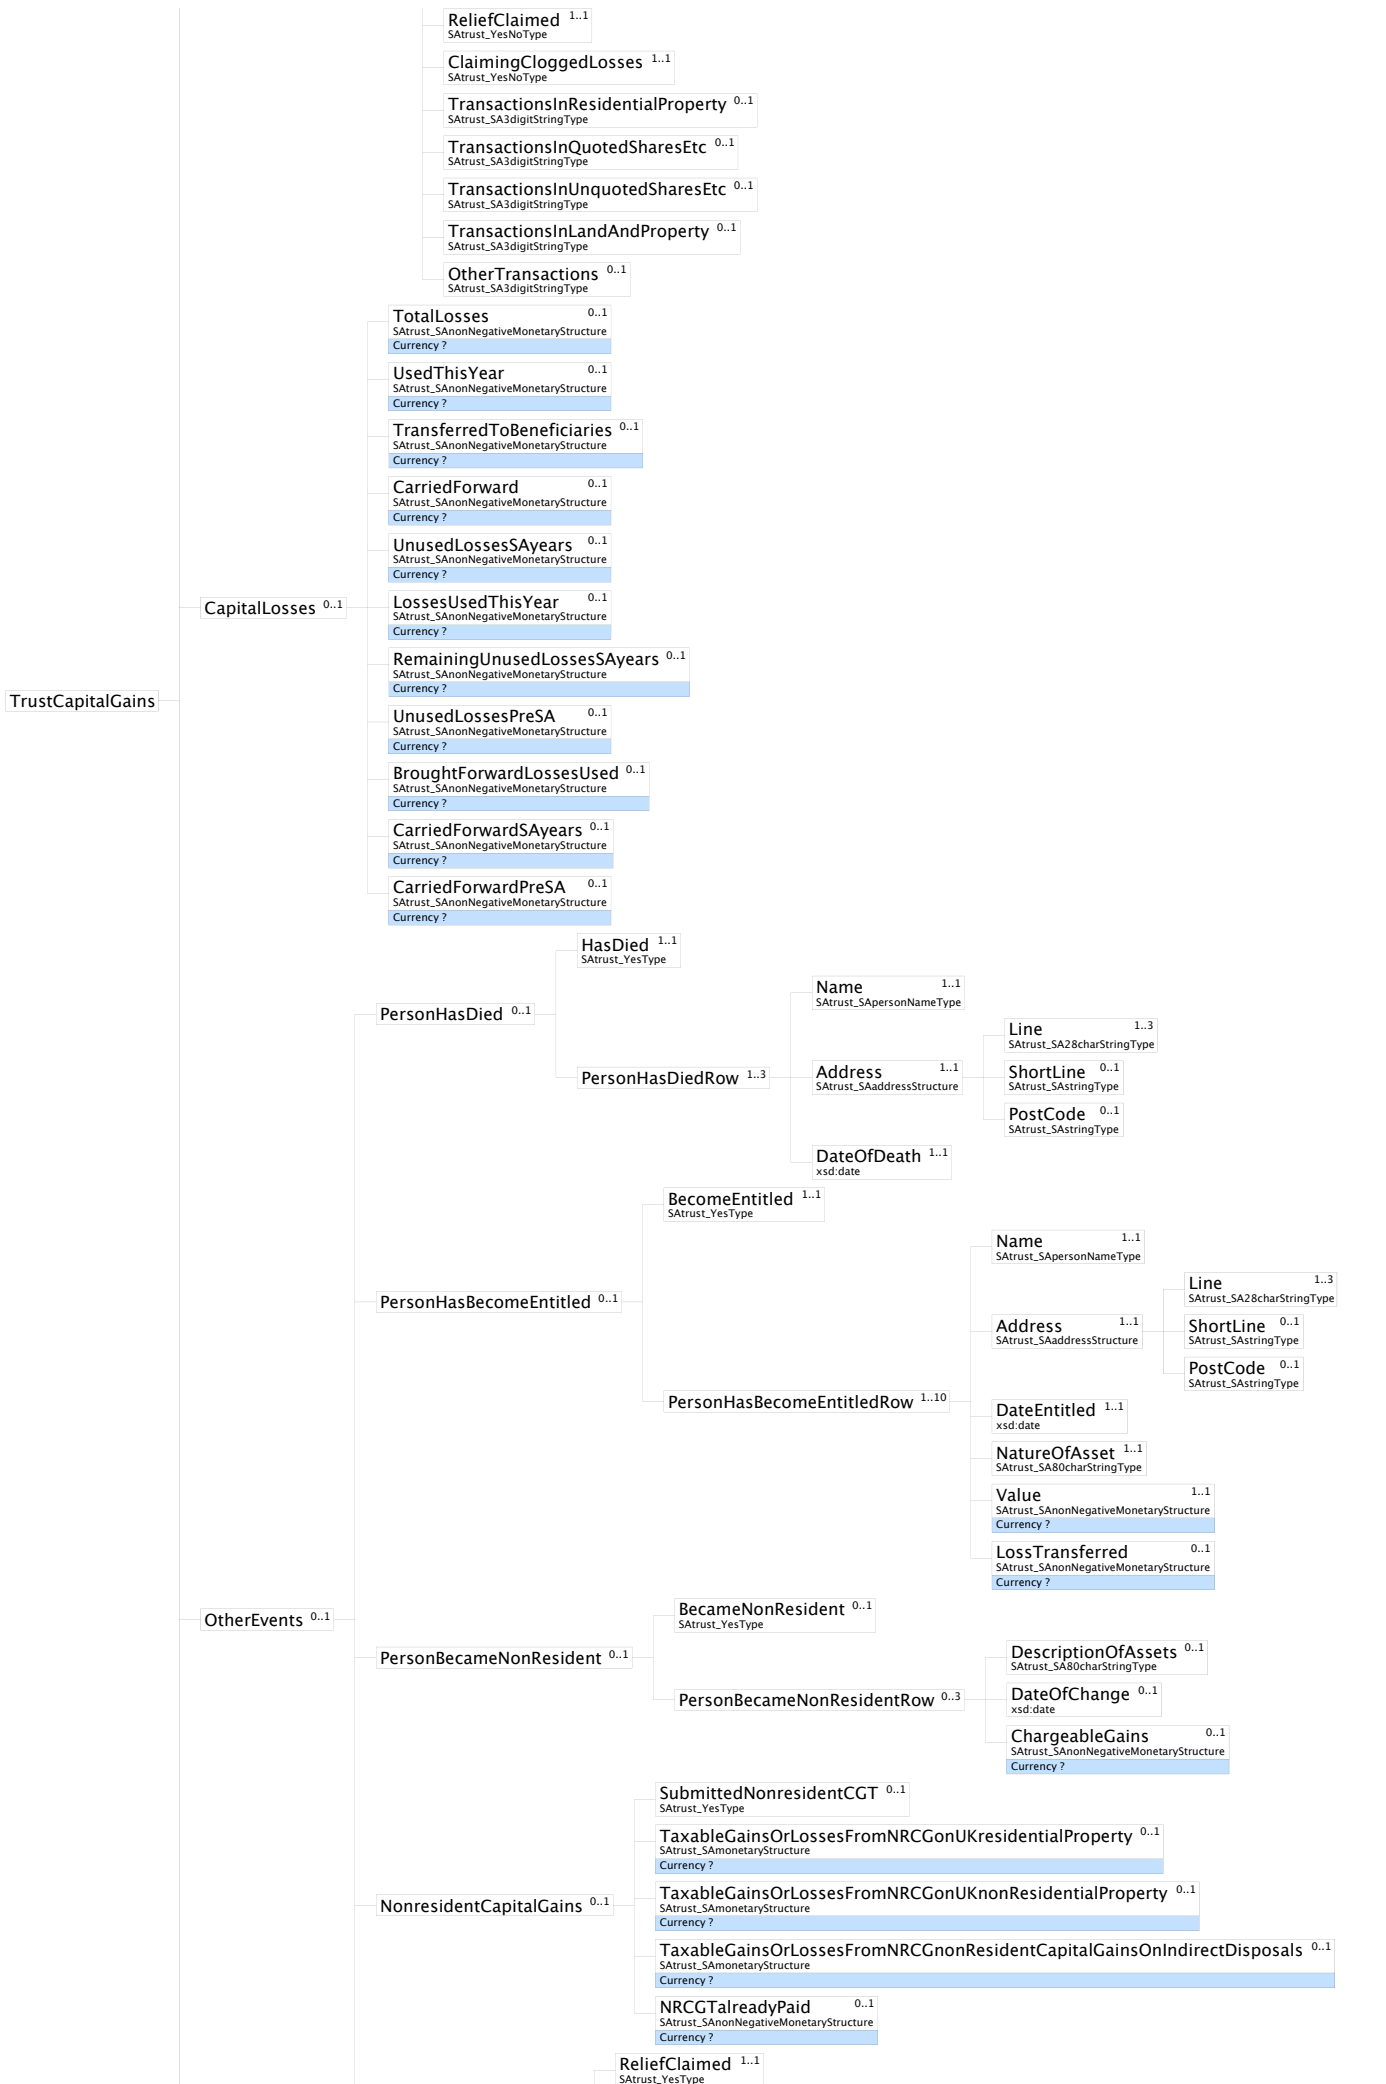 ReliefClaimed 1..1
SAtrust_YesNoType
ClaimingCloggedLosses 1..1
SAtrust_YesNoType
TransactionsInResidentialProperty 0..1
SAtrust_SA3digitStringType
TransactionsInQuotedSharesEtc 0..1
SAtrust_SA3digitStringType
TransactionsInUnquotedSharesEtc 0..1
SAtrust_SA3digitStringType
TransactionsInLandAndProperty 0..1
SAtrust_SA3digitStringType
OtherTransactions 0..1
SAtrust_SA3digitStringType
TotalLosses 0..1
SAtrust_SAnonNegativeMonetaryStructure
Currency ?
UsedThisYear 0..1
SAtrust_SAnonNegativeMonetaryStructure
Currency ?
TransferredToBeneficiaries 0..1
SAtrust_SAnonNegativeMonetaryStructure
Currency ?
CarriedForward 0..1
SAtrust_SAnonNegativeMonetaryStructure
Currency ?
UnusedLossesSAyears 0..1
SAtrust_SAnonNegativeMonetaryStructure
Currency ?
CapitalLosses 0..1
LossesUsedThisYear 0..1
SAtrust_SAnonNegativeMonetaryStructure
Currency ?
RemainingUnusedLossesSAyears 0..1
SAtrust_SAnonNegativeMonetaryStructure
Currency ?
TrustCapitalGains
UnusedLossesPreSA 0..1
SAtrust_SAnonNegativeMonetaryStructure
Currency ?
BroughtForwardLossesUsed 0..1
SAtrust_SAnonNegativeMonetaryStructure
Currency ?
CarriedForwardSAyears 0..1
SAtrust_SAnonNegativeMonetaryStructure
Currency ?
CarriedForwardPreSA 0..1
SAtrust_SAnonNegativeMonetaryStructure
Currency ?
HasDied 1..1
SAtrust_YesType
PersonHasDied 0..1
Name 1..1
SAtrust_SApersonNameType
PersonHasDiedRow 1..3
Address 1..1
SAtrust_SAaddressStructure
Line 1..3
SAtrust_SA28charStringType
ShortLine 0..1
SAtrust_SAstringType
PostCode 0..1
SAtrust_SAstringType
DateOfDeath 1..1
xsd:date
BecomeEntitled 1..1
SAtrust_YesType
PersonHasBecomeEntitled 0..1
Name 1..1
SAtrust_SApersonNameType
Address 1..1
SAtrust_SAaddressStructure
Line 1..3
SAtrust_SA28charStringType
ShortLine 0..1
SAtrust_SAstringType
PostCode 0..1
SAtrust_SAstringType
PersonHasBecomeEntitledRow 1..10
DateEntitled 1..1
xsd:date
NatureOfAsset 1..1
SAtrust_SA80charStringType
Value 1..1
SAtrust_SAnonNegativeMonetaryStructure
Currency ?
LossTransferred 0..1
SAtrust_SAnonNegativeMonetaryStructure
Currency ?
OtherEvents 0..1
BecameNonResident 0..1
SAtrust_YesType
PersonBecameNonResident 0..1
PersonBecameNonResidentRow 0..3
DescriptionOfAssets 0..1
SAtrust_SA80charStringType
DateOfChange 0..1
xsd:date
ChargeableGains 0..1
SAtrust_SAnonNegativeMonetaryStructure
Currency ?
SubmittedNonresidentCGT 0..1
SAtrust_YesType
TaxableGainsOrLossesFromNRCGonUKresidentialProperty 0..1
SAtrust_SAmonetaryStructure
Currency ?
NonresidentCapitalGains 0..1
TaxableGainsOrLossesFromNRCGonUKnonResidentialProperty 0..1
SAtrust_SAmonetaryStructure
Currency ?
TaxableGainsOrLossesFromNRCGnonResidentCapitalGainsOnIndirectDisposals 0..1
SAtrust_SAmonetaryStructure
Currency ?
NRCGTalreadyPaid 0..1
SAtrust_SAnonNegativeMonetaryStructure
Currency ?
ReliefClaimed 1..1
SAtrust_YesType